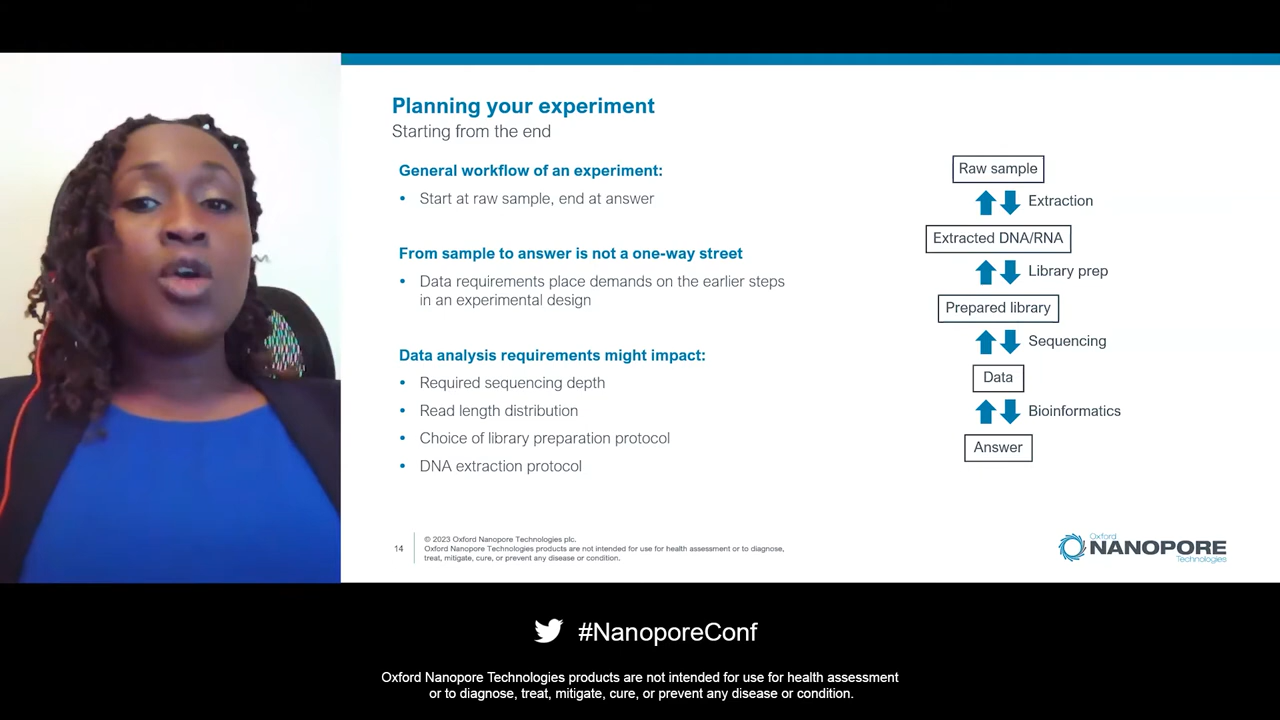 Planning your experiment
Starting from the end
General workflow of an experiment:
• Start at raw sample, end at answer
From sample to answer is not a one-way street
• Data requirements place demands on the earlier steps
in an experimental design
Data analysis requirements might impact:
• Required sequencing depth
• Read length distribution
• Choice of library preparation protocol
• DNA extraction protocol
Raw sample
Extraction
Extracted DNA/RNA
Library prep
Prepared library
Sequencing
Data
Bioinformatics
Answer
14
© 2023 Oxford Nanopore Technologies plc.
Oxford Nanopore Technologies products are not intended for use for health assessment or to diagnose,
treat, mitigate, cure, or prevent any disease or condition.
Oxford
NANOPORE
Technologies
#NanoporeConf
Oxford Nanopore Technologies products are not intended for use for health assessment
or to diagnose, treat, mitigate, cure, or prevent any disease or condition.